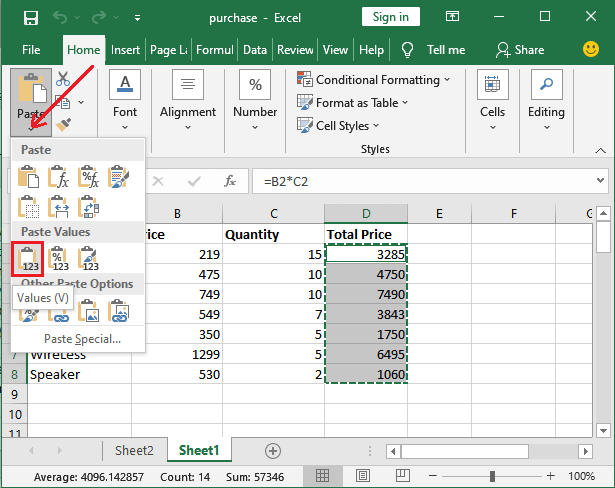 purchase - Excel
Sign in
File Home Insert Page La Formul Data Review View Help Tell me Share
Paste
Font
Alignment
Number
%
Conditional Formatting
Format as Table
Cell Styles
Styles
Cells
Editing
Paste
fx %fx
Paste Values
123 % 123 123
Other Paste Options
Values (V)
Paste Special...
fx =B2*C2
B C D E F G
rice Quantity Total Price
219 15 3285
475 10 4750
749 10 7490
549 7 3843
350 5 1750
7 WireLess 1299 5 6495
8 Speaker 530 2 1060
9
10
11
Sheet2 Sheet1
Average: 4096.142857 Count: 14 Sum: 57346 100%